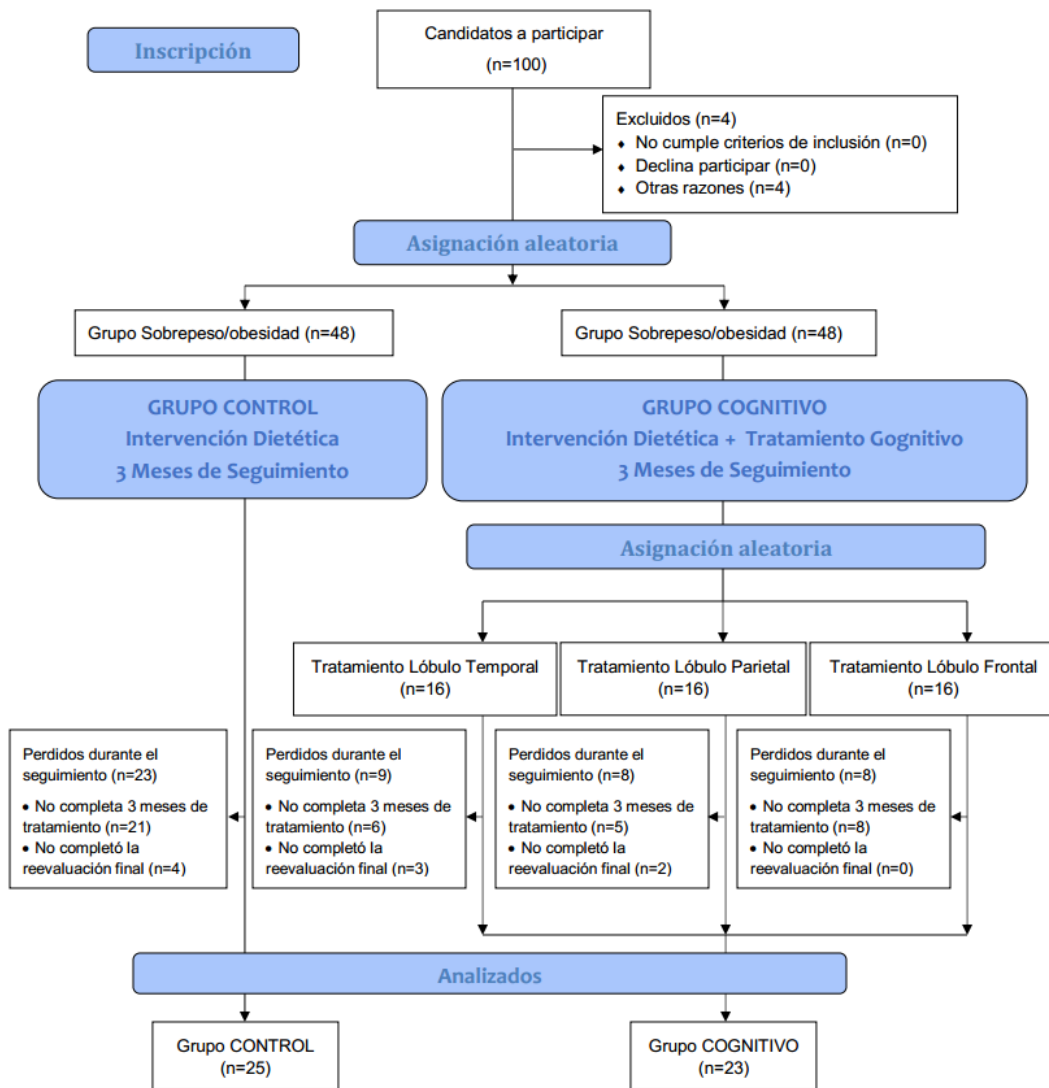 Inscripción
Candidatos a participar
(n=100)
Excluidos (n=4)
♦ No cumple criterios de inclusión (n=0)
♦ Declina participar (n=0)
♦ Otras razones (n=4)
Asignación aleatoria
Grupo Sobrepeso/obesidad (n=48)
Grupo Sobrepeso/obesidad (n=48)
GRUPO CONTROL
Intervención Dietética
3 Meses de Seguimiento
GRUPO COGNITIVO
Intervención Dietética + Tratamiento Gognitivo
3 Meses de Seguimiento
Asignación aleatoria
Tratamiento Lóbulo Temporal
(n=16)
Tratamiento Lóbulo Parietal
(n=16)
Tratamiento Lóbulo Frontal
(n=16)
Perdidos durante el
seguimiento (n=23)
• No completa 3 meses de
tratamiento (n=21)
• No completó la
reevaluación final (n=4)
Perdidos durante el
seguimiento (n=9)
• No completa 3 meses de
tratamiento (n=6)
• No completó la
reevaluación final (n=3)
Perdidos durante el
seguimiento (n=8)
• No completa 3 meses de
tratamiento (n=5)
• No completó la
reevaluación final (n=2)
Perdidos durante el
seguimiento (n=8)
• No completa 3 meses de
tratamiento (n=8)
• No completó la
reevaluación final (n=0)
Analizados
Grupo CONTROL
(n=25)
Grupo COGNITIVO
(n=23)